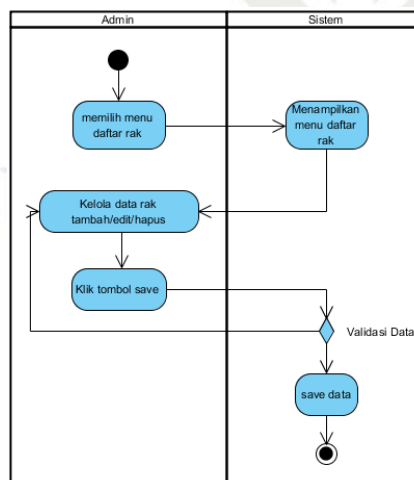 Admin
Sistem
memilih menu
daftar rak
Menampilkan
menu daftar
rak
Kelola data rak
tambah/edit/hapus
Klik tombol save
Validasi Data
save data